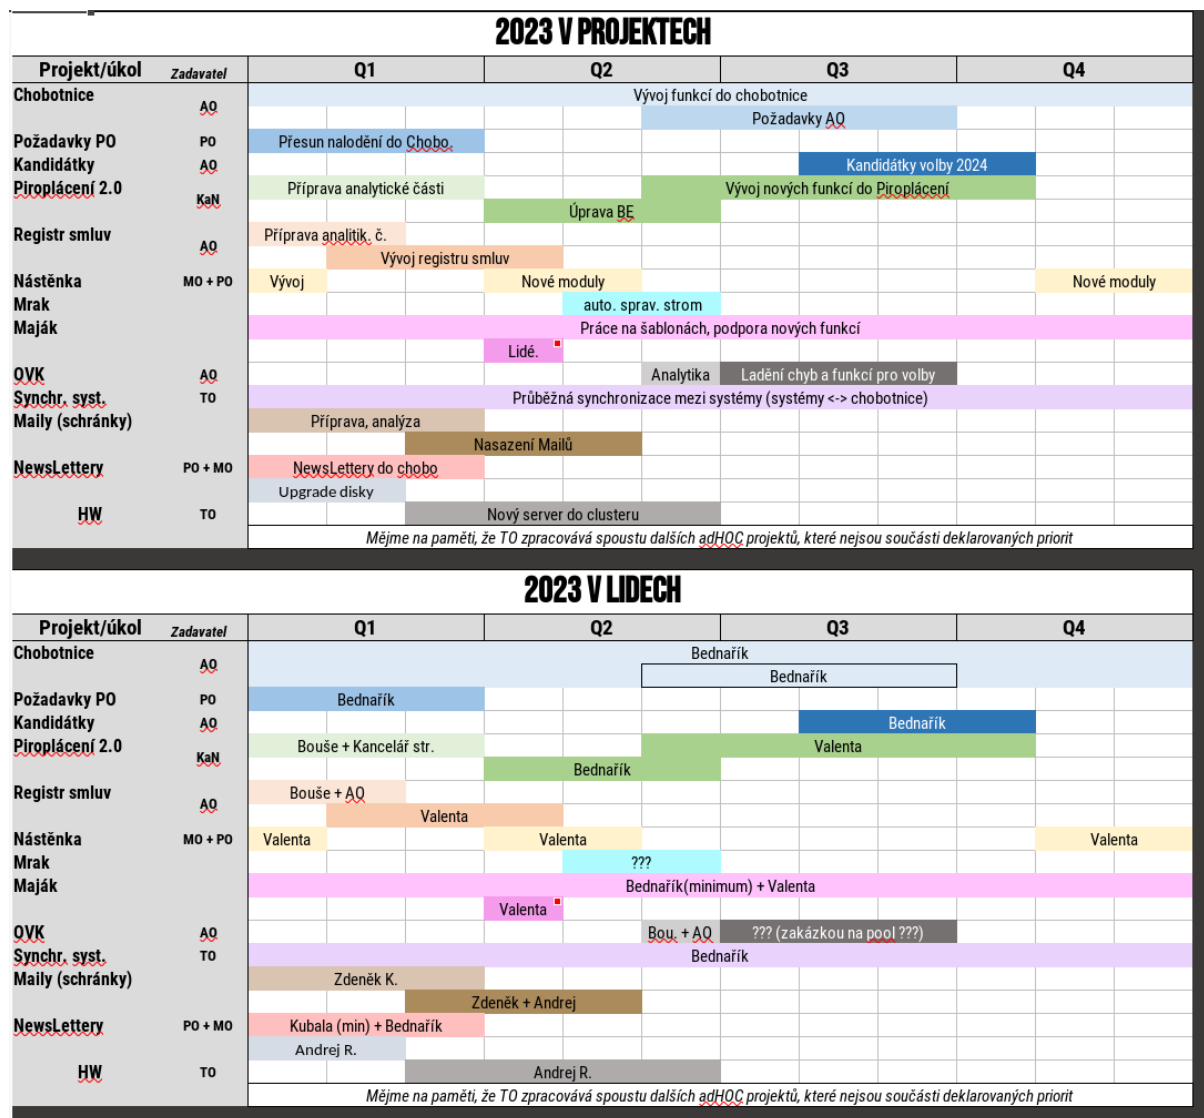 2023 V PROJEKTECH
Projekt/úkol Zadavatel Q1 Q2 Q3 Q4
Chobotnice AO Vývoj funkcí do chobotnice
Požadavky AO
Požadavky PO PO Přesun nalodění do Chobo.
Kandidátky AO Kandidátky volby 2024
Piroplácení 2.0 KaN Příprava analytické části Vývoj nových funkcí do Piroplácení
Úprava BE
Registr smluv AO Příprava analitik. č.
Vývoj registru smluv
Nástěnka MO + PO Vývoj Nové moduly Nové moduly
Mrak auto. sprav. strom
Maják Práce na šablonách, podpora nových funkcí
Lidé.
OVK AO Analytika Ladění chyb a funkcí pro volby
Synchr. syst. TO Průběžná synchronizace mezi systémy (systémy <-> chobotnice)
Maily (schránky) Příprava, analýza
Nasazení Mailů
NewsLettery PO + MO NewsLettery do chobo
Upgrade disky
HW TO Nový server do clusteru
Mějme na paměti, že TO zpracovává spoustu dalších adHOC projektů, které nejsou součásti deklarovaných priorit
2023 V LIDECH
Projekt/úkol Zadavatel Q1 Q2 Q3 Q4
Chobotnice AO Bednařík
Bednařík
Požadavky PO PO Bednařík
Kandidátky AO Bednařík
Piroplácení 2.0 KaN Bouše + Kancelář str. Valenta
Bednařík
Registr smluv AO Bouše + AO
Valenta
Nástěnka MO + PO Valenta Valenta Valenta
Mrak ???
Maják Bednařík(minimum) + Valenta
Valenta
OVK AO Bou. + AO ??? (zakázkou na pool ???)
Synchr. syst. TO Bednařík
Maily (schránky) Zdeněk K.
Zdeněk + Andrej
NewsLettery PO + MO Kubala (min) + Bednařík
Andrej R.
HW TO Andrej R.
Mějme na paměti, že TO zpracovává spoustu dalších adHOC projektů, které nejsou součásti deklarovaných priorit